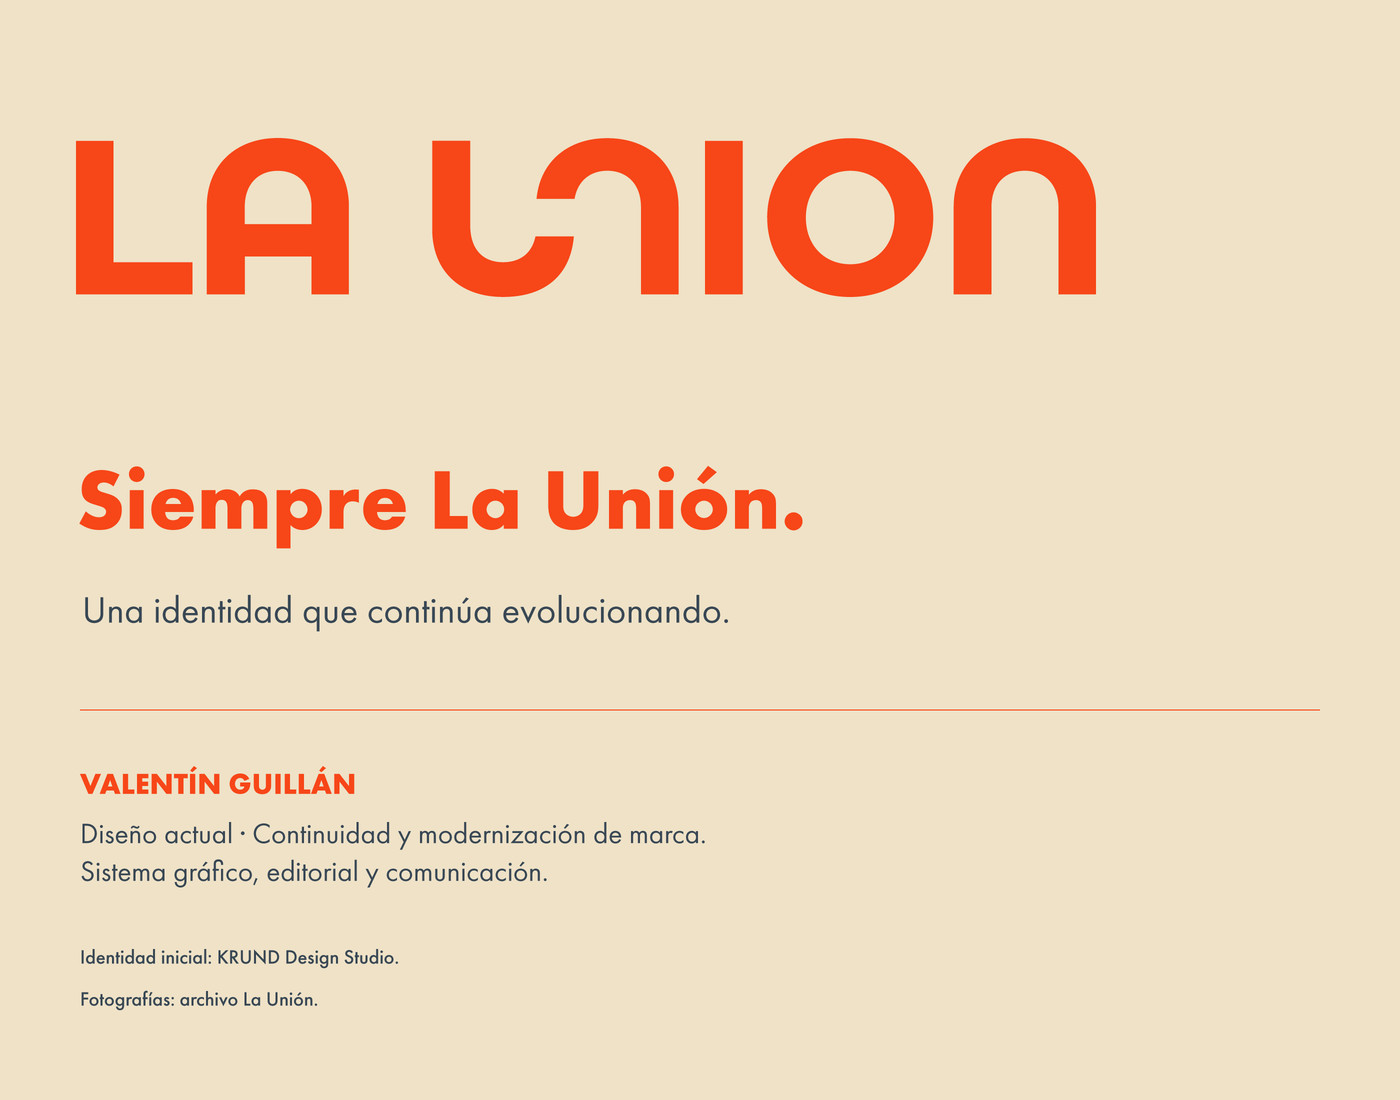 LA UNION
Siempre La Unión.
Una identidad que continúa evolucionando.
VALENTÍN GUILLÁN
Diseño actual · Continuidad y modernización de marca.
Sistema gráfico, editorial y comunicación.
Identidad inicial: KRUND Design Studio.
Fotografías: archivo La Unión.